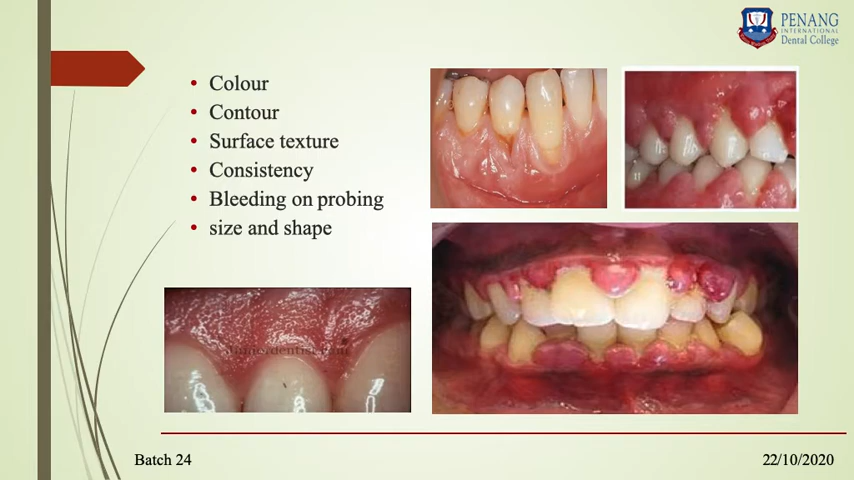 PENANG
INTERNATIONAL
Dental College
Colour
Contour
Surface texture
Consistency
Bleeding on probing
size and shape
Batch 24
22/10/2020